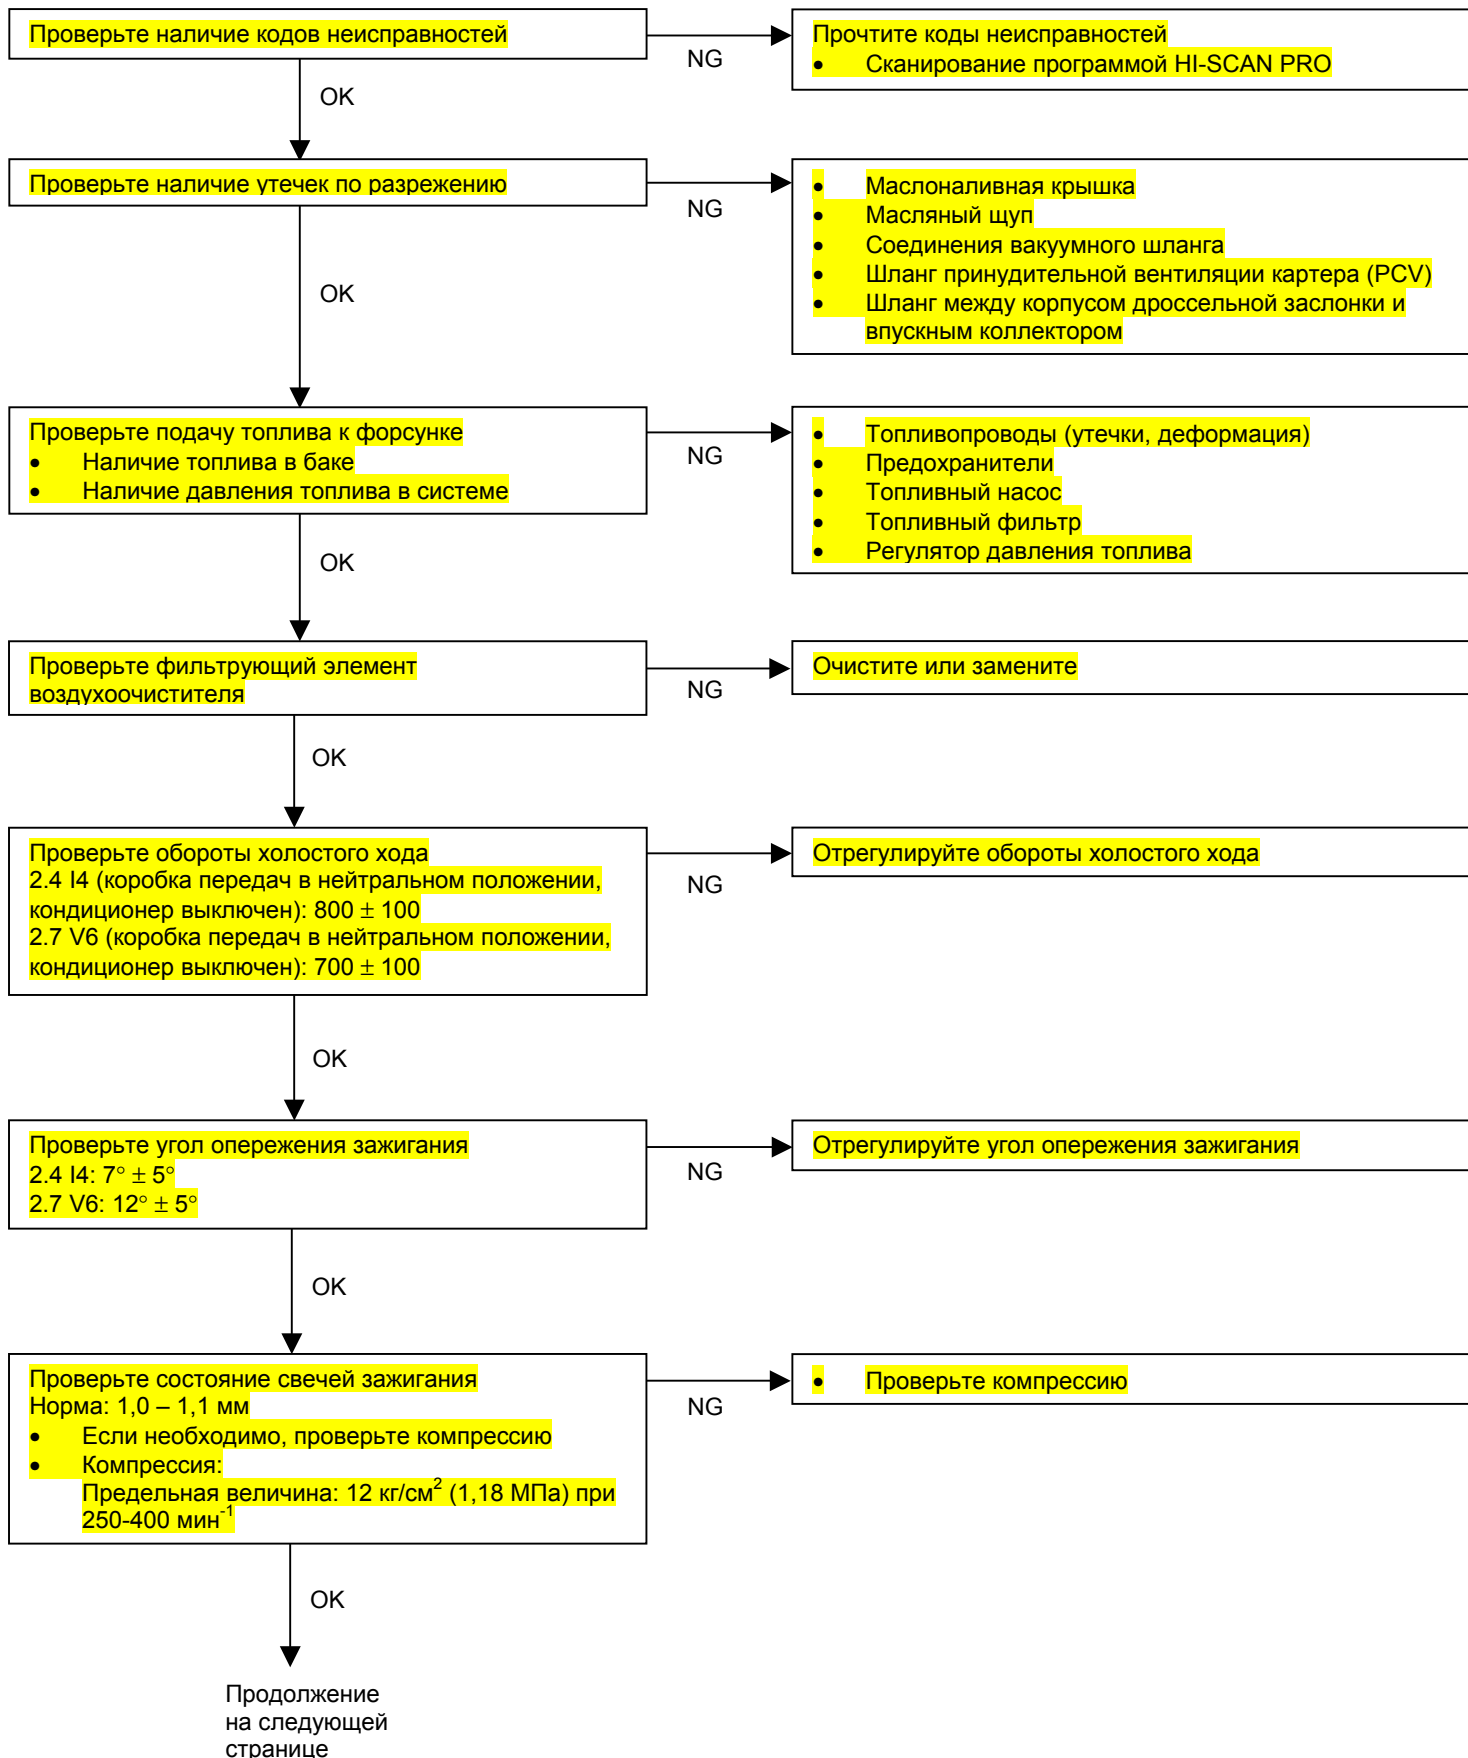 Проверьте наличие кодов неисправностей
NG
Прочтите коды неисправностей
• Сканирование программой HI-SCAN PRO
OK
Проверьте наличие утечек по разрежению
NG
• Маслоналивная крышка
• Масляный щуп
• Соединения вакуумного шланга
• Шланг принудительной вентиляции картера (PCV)
• Шланг между корпусом дроссельной заслонки и
впускным коллектором
OK
Проверьте подачу топлива к форсунке
• Наличие топлива в баке
• Наличие давления топлива в системе
NG
• Топливопроводы (утечки, деформация)
• Предохранители
• Топливный насос
• Топливный фильтр
• Регулятор давления топлива
OK
Проверьте фильтрующий элемент
воздухоочистителя
NG
Очистите или замените
OK
Проверьте обороты холостого хода
2.4 I4 (коробка передач в нейтральном положении,
кондиционер выключен): 800 ± 100
2.7 V6 (коробка передач в нейтральном положении,
кондиционер выключен): 700 ± 100
NG
Отрегулируйте обороты холостого хода
OK
Проверьте угол опережения зажигания
2.4 I4: 7° ± 5°
2.7 V6: 12° ± 5°
NG
Отрегулируйте угол опережения зажигания
OK
Проверьте состояние свечей зажигания
Норма: 1,0 – 1,1 мм
• Если необходимо, проверьте компрессию
• Компрессия:
Предельная величина: 12 кг/см² (1,18 МПа) при
250-400 мин⁻¹
NG
• Проверьте компрессию
OK
Продолжение
на следующей
странице